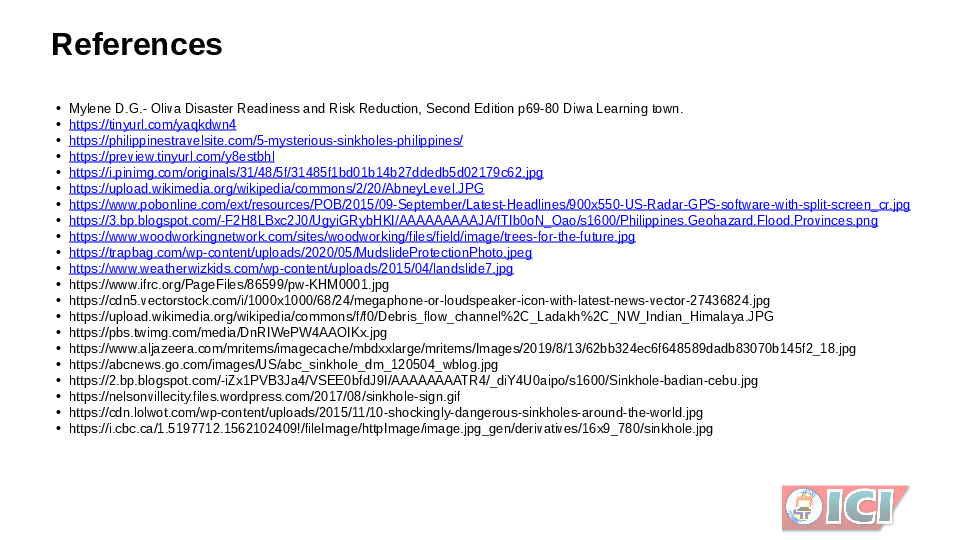 References
• Mylene D.G.- Oliva Disaster Readiness and Risk Reduction, Second Edition p69-80 Diwa Learning town.
• https://tinyurl.com/yaqkdwn4
• https://philippinestravelsite.com/5-mysterious-sinkholes-philippines/
• https://preview.tinyurl.com/y8estbhl
• https://i.pinimg.com/originals/31/48/5f/31485f1bd01b14b27ddedb5d02179c62.jpg
• https://upload.wikimedia.org/wikipedia/commons/2/20/AbneyLevel.JPG
• https://www.pobonline.com/ext/resources/POB/2015/09-September/Latest-Headlines/900x550-US-Radar-GPS-software-with-split-screen_cr.jpg
• https://3.bp.blogspot.com/-F2H8LBxc2J0/UgyiGRybHKI/AAAAAAAAAJA/fTIb0oN_Oao/s1600/Philippines.Geohazard.Flood.Provinces.png
• https://www.woodworkingnetwork.com/sites/woodworking/files/field/image/trees-for-the-future.jpg
• https://trapbag.com/wp-content/uploads/2020/05/MudslideProtectionPhoto.jpeg
• https://www.weatherwizkids.com/wp-content/uploads/2015/04/landslide7.jpg
• https://www.ifrc.org/PageFiles/86599/pw-KHM0001.jpg
• https://cdn5.vectorstock.com/i/1000x1000/68/24/megaphone-or-loudspeaker-icon-with-latest-news-vector-27436824.jpg
• https://upload.wikimedia.org/wikipedia/commons/f/f0/Debris_flow_channel%2C_Ladakh%2C_NW_Indian_Himalaya.JPG
• https://pbs.twimg.com/media/DnRIWePW4AAOIKx.jpg
• https://www.aljazeera.com/mritems/imagecache/mbdxxlarge/mritems/Images/2019/8/13/62bb324ec6f648589dadb83070b145f2_18.jpg
• https://abcnews.go.com/images/US/abc_sinkhole_dm_120504_wblog.jpg
• https://2.bp.blogspot.com/-iZx1PVB3Ja4/VSEE0bfdJ9I/AAAAAAAATR4/_diY4U0aipo/s1600/Sinkhole-badian-cebu.jpg
• https://nelsonvillecity.files.wordpress.com/2017/08/sinkhole-sign.gif
• https://cdn.lolwot.com/wp-content/uploads/2015/11/10-shockingly-dangerous-sinkholes-around-the-world.jpg
• https://i.cbc.ca/1.5197712.1562102409!/fileImage/httpImage/image.jpg_gen/derivatives/16x9_780/sinkhole.jpg
ICI